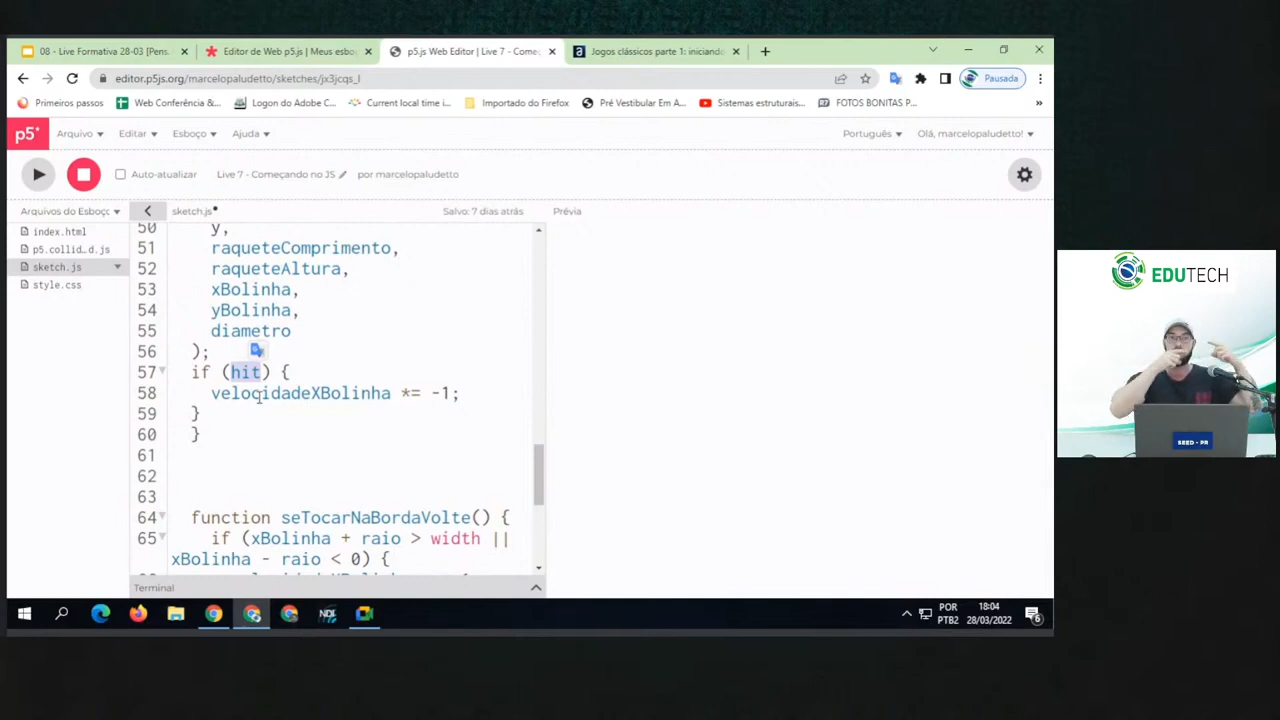 08 - Live Formativa 28-03 [Pens
Editor de Web p5.js | Meus esbo
p5.js Web Editor | Live 7 - Come
Jogos clássicos parte 1: iniciando
editor.p5js.org/marcelopaludetto/sketches/jx3jcqs_l
Pausada
Primeiros passos
Web Conferência &...
Logon do Adobe C...
Current local time i...
Importado do Firefox
Pré Vestibular Em A...
Sistemas estruturais...
FOTOS BONITAS P...
»
p5*
Arquivo
Editar
Esboço
Ajuda
Português
Olá, marcelopaludetto!
Auto-atualizar
Live 7 - Começando no JS
por marcelopaludetto
Arquivos do Esboço
sketch.js
Salvo: 7 dias atrás
Prévia
index.html
p5.collid…d.js
sketch.js
style.css
50 y,
51 raqueteComprimento,
52 raqueteAltura,
53 xBolinha,
54 yBolinha,
55 diametro
56 );
57 if (hit) {
58 velocidadeXBolinha *= -1;
59 }
60 }
61
62
63
64 function seTocarNaBordaVolte() {
65 if (xBolinha + raio > width ||
xBolinha - raio < 0) {
Terminal
POR
PTB2
18:04
28/03/2022
6
EDUTECH
SEED - PR